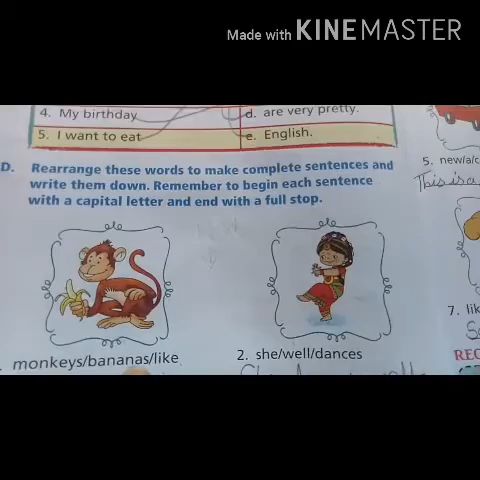 Made with KINEMASTER
4. My birthday
d. are very pretty.
5. I want to eat
e. English.
D. Rearrange these words to make complete sentences and
write them down. Remember to begin each sentence
with a capital letter and end with a full stop.
monkeys/bananas/like
2. she/well/dances
5. new/a/c
This is a
7. lik
REC